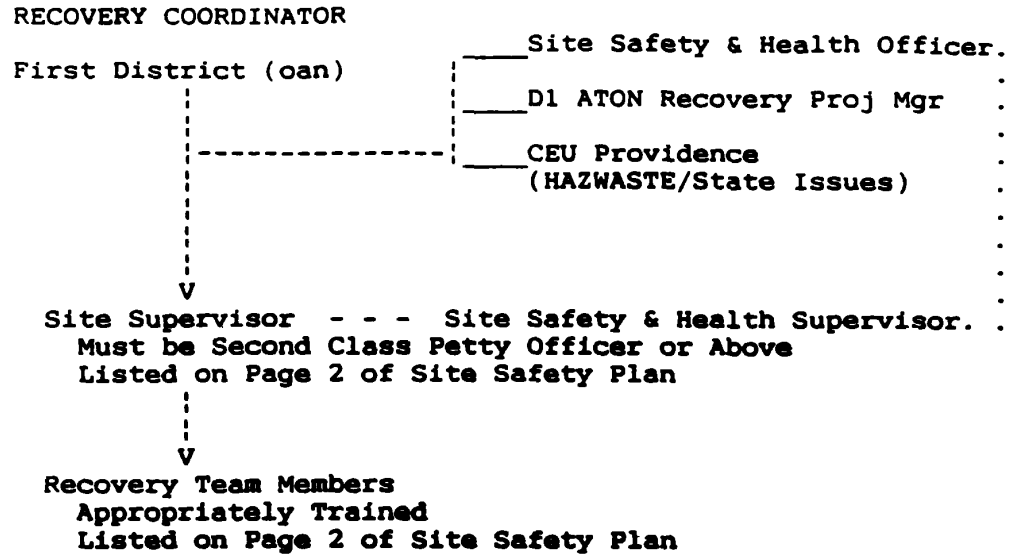 RECOVERY COORDINATOR
Site Safety & Health Officer.
First District (oan)
D1 ATON Recovery Proj Mgr
CEU Providence
(HAZWASTE/State Issues)
V
Site Supervisor - - - Site Safety & Health Supervisor. .
Must be Second Class Petty Officer or Above
Listed on Page 2 of Site Safety Plan
V
Recovery Team Members
Appropriately Trained
Listed on Page 2 of Site Safety Plan